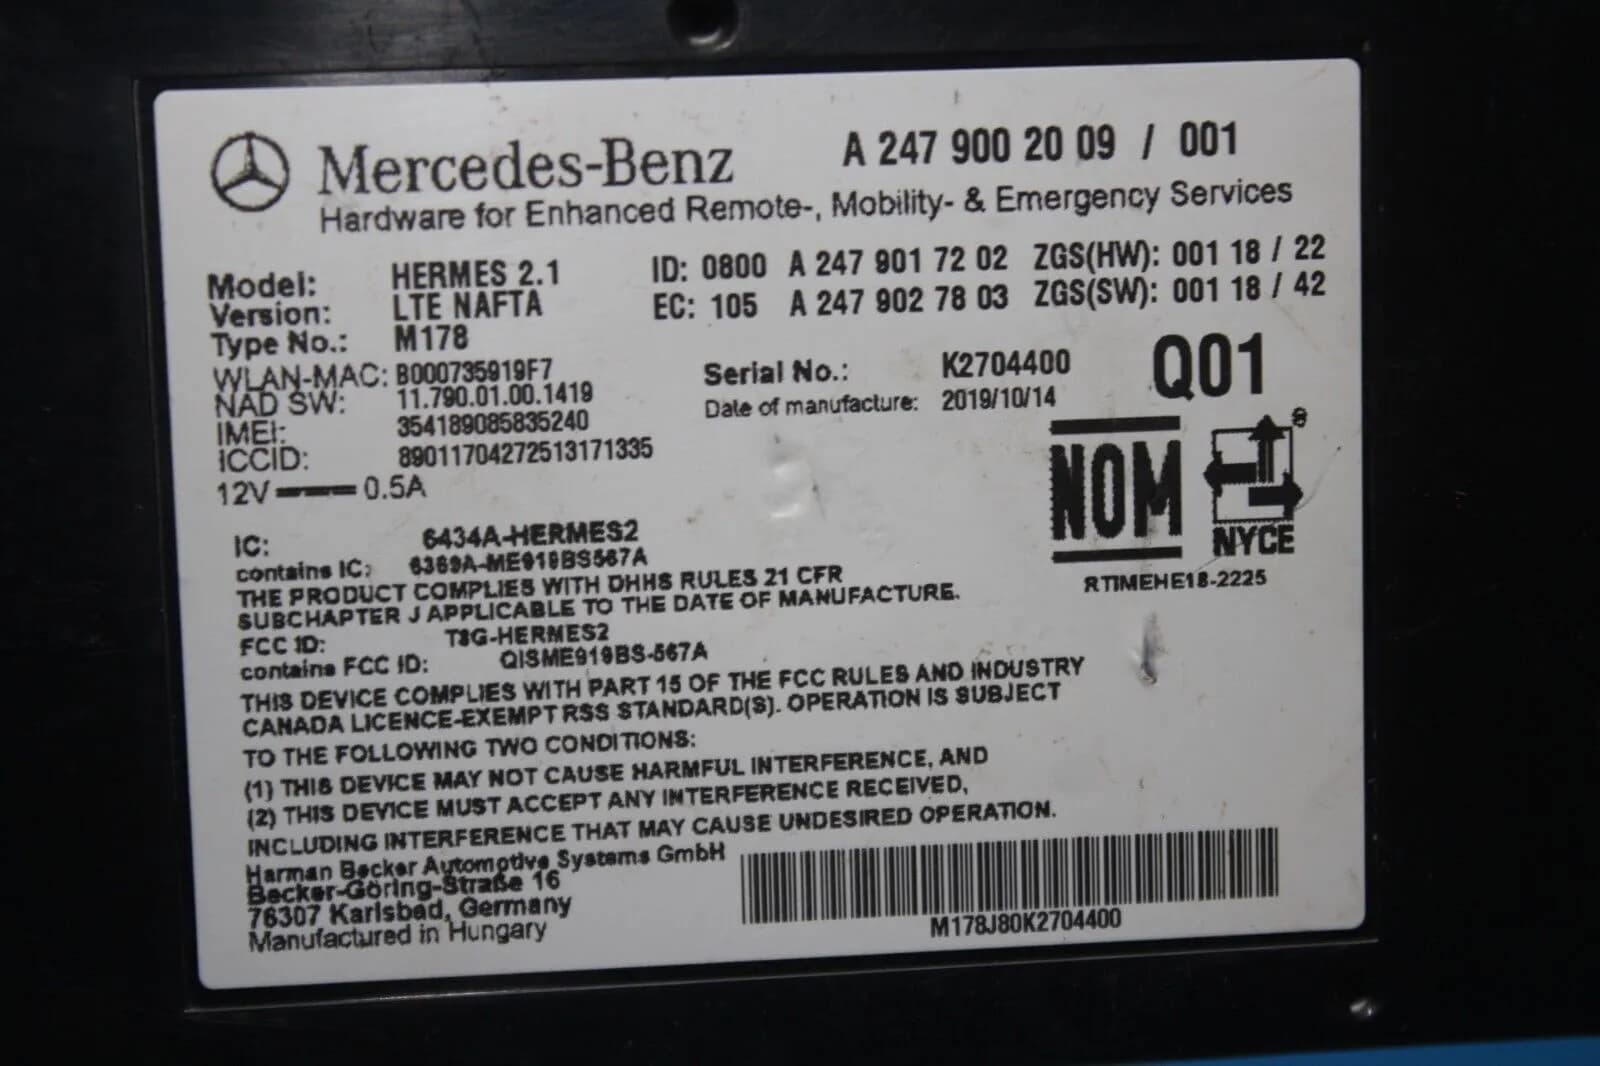 Mercedes-Benz A 247 900 20 09 / 001
Hardware for Enhanced Remote-, Mobility- & Emergency Services
Model: HERMES 2.1 ID: 0800 A 247 901 72 02 ZGS(HW): 001 18 / 22
Version: LTE NAFTA EC: 105 A 247 902 78 03 ZGS(SW): 001 18 / 42
Type No.: M178
WLAN-MAC: B000735919F7 Serial No.: K2704400 Q01
NAD SW: 11.790.01.00.1419 Date of manufacture: 2019/10/14
IMEI: 354189085835240
ICCID: 89011704272513171335
12V 0.5A
NOM
NYCE
IC: 6434A-HERMES2
contains IC: 6369A-ME919BS567A
RTIMEHE18-2225
THE PRODUCT COMPLIES WITH DHHS RULES 21 CFR
SUBCHAPTER J APPLICABLE TO THE DATE OF MANUFACTURE.
FCC ID: T8G-HERMES2
contains FCC ID: QISME919BS-567A
THIS DEVICE COMPLIES WITH PART 15 OF THE FCC RULES AND INDUSTRY
CANADA LICENCE-EXEMPT RSS STANDARD(S). OPERATION IS SUBJECT
TO THE FOLLOWING TWO CONDITIONS:
(1) THIS DEVICE MAY NOT CAUSE HARMFUL INTERFERENCE, AND
(2) THIS DEVICE MUST ACCEPT ANY INTERFERENCE RECEIVED,
INCLUDING INTERFERENCE THAT MAY CAUSE UNDESIRED OPERATION.
Harman Becker Automotive Systems GmbH
Becker-Göring-Straße 16
76307 Karlsbad, Germany
Manufactured in Hungary
M178J80K2704400